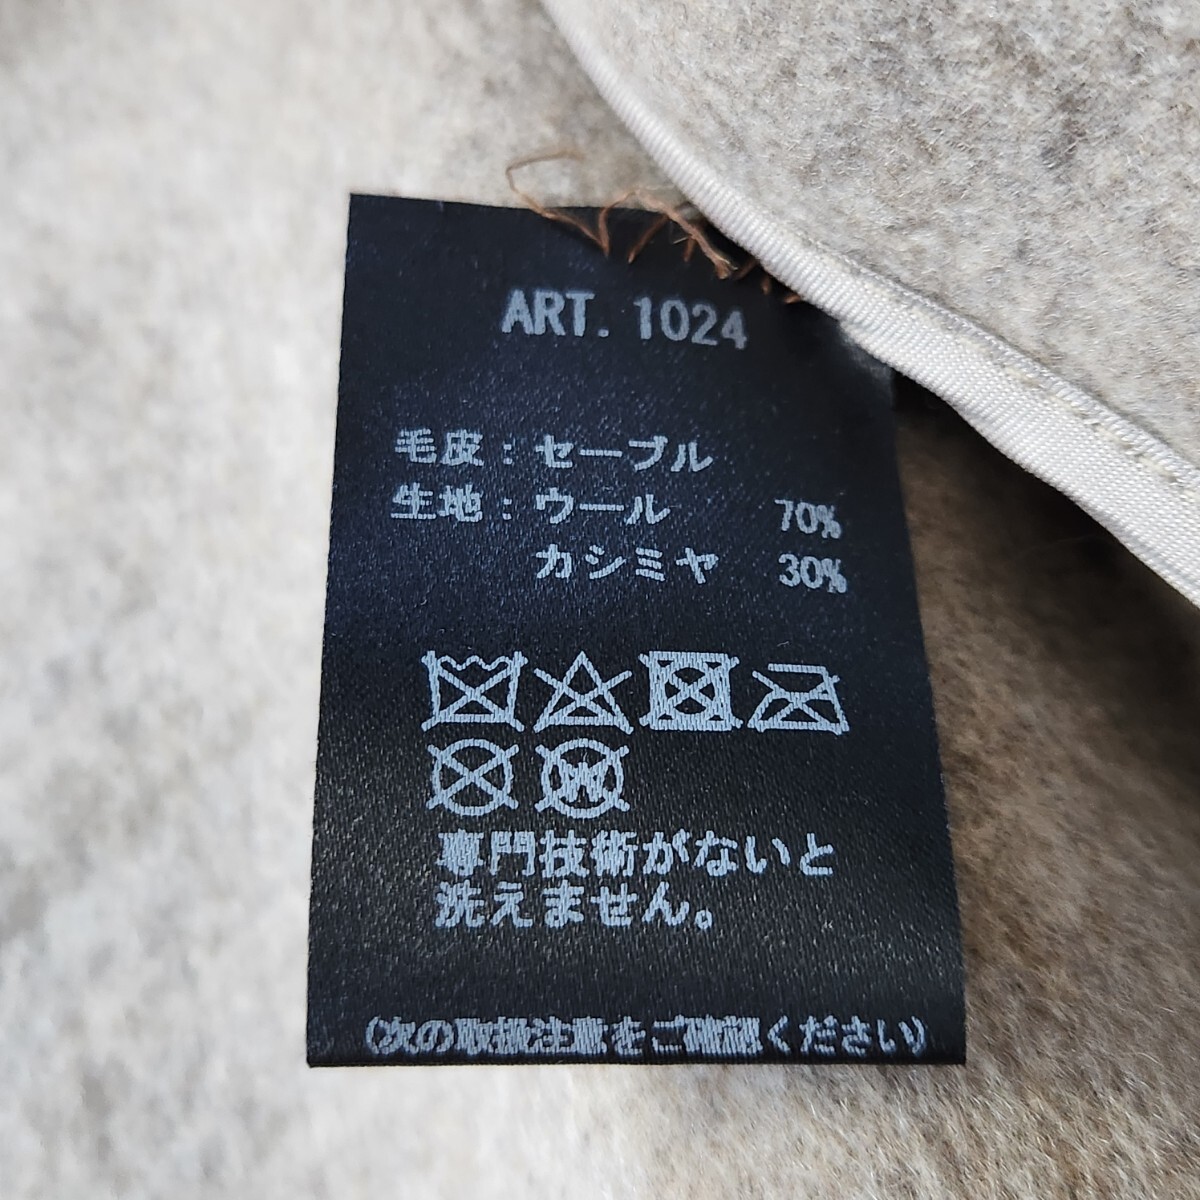 ART. 1024
毛皮：セーブル
生地：ウール 70%
カシミヤ 30%
W
専門技術がないと
洗えません。
(次の取扱注意をご確認ください)